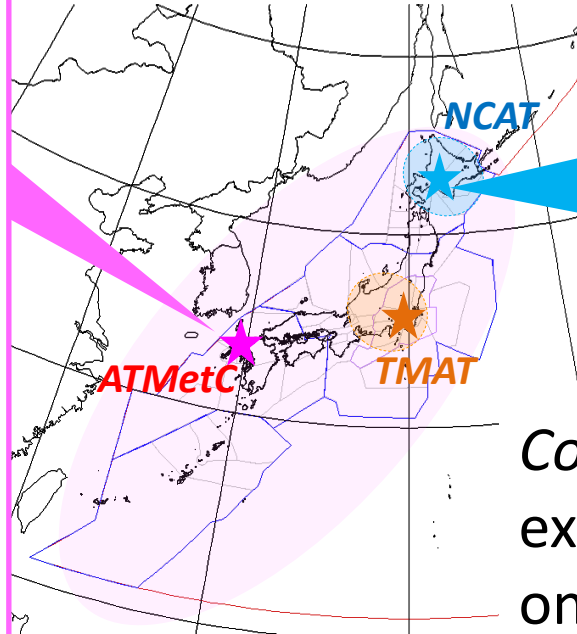 NCAT
ATMetC
TMAT
Co
ex
on